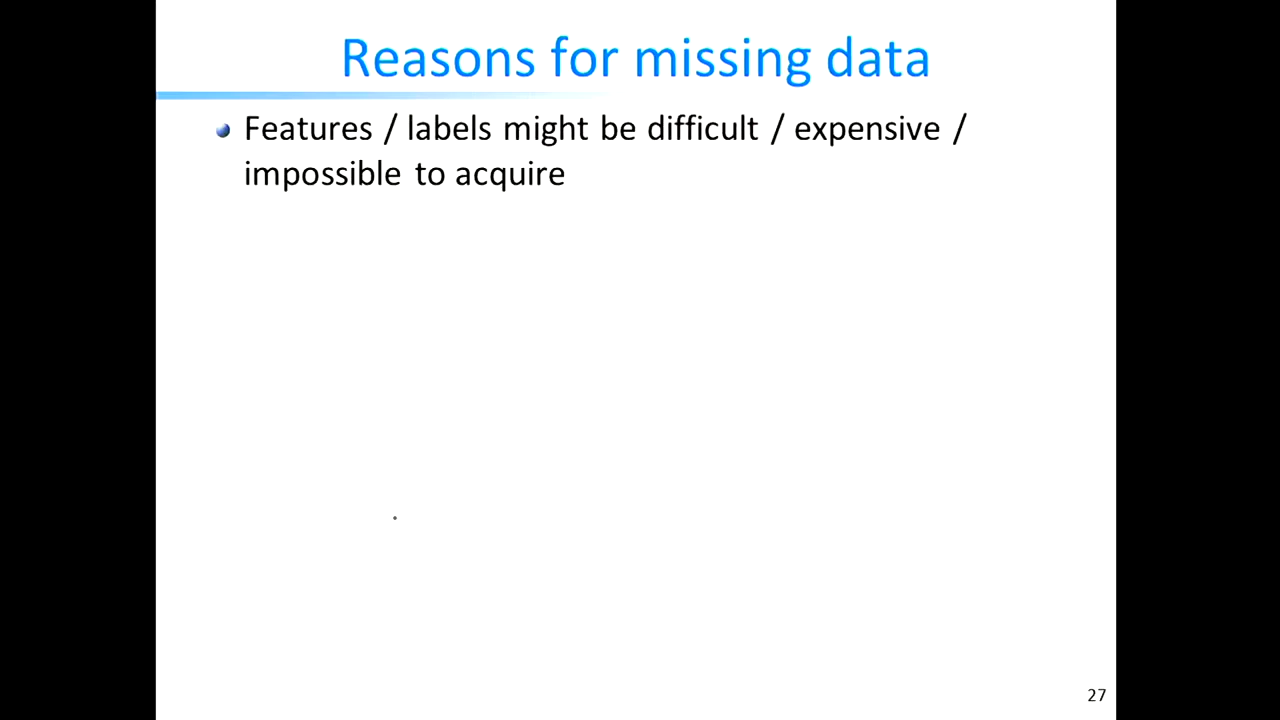 Reasons for missing data
Features / labels might be difficult / expensive /
impossible to acquire
27